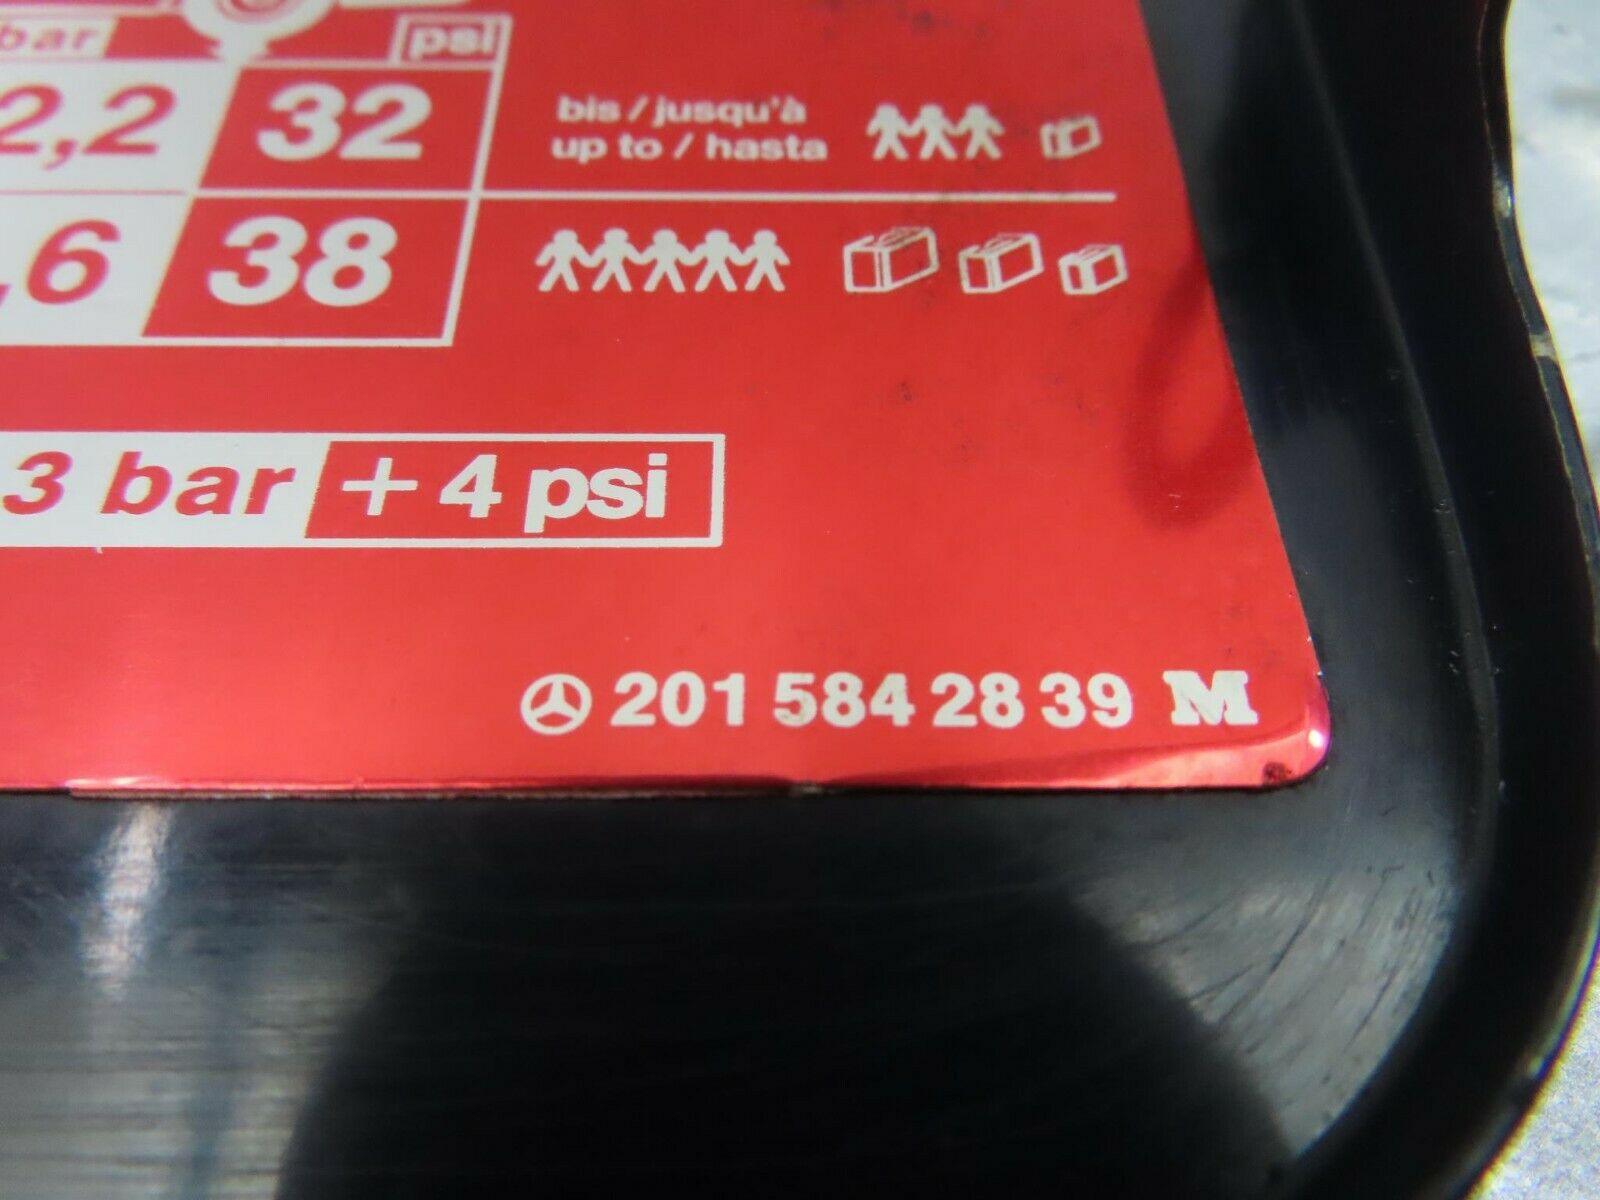 bar psi
2,2 32 bis / jusqu'à
up to / hasta
,6 38
3 bar + 4 psi
201 584 28 39 M